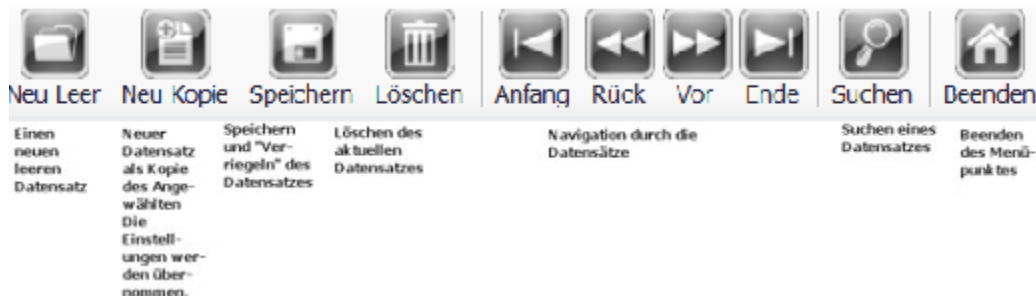 Neu Leer Neu Kopie Speichern Löschen Anfang Rück Vor Ende Suchen Beenden
Einen
neuen
leeren
Datensatz
Neuer
Datensatz
als Kopie
des Ange-
wählten
Die
Einstell-
ungen wer-
den über-
nommen.
Speichern
und "Ver-
riegeln" des
Datensatzes
Löschen des
aktuellen
Datensatzes
Navigation durch die
Datensätze
Suchen eines
Datensatzes
Beenden
des Menü-
punktes